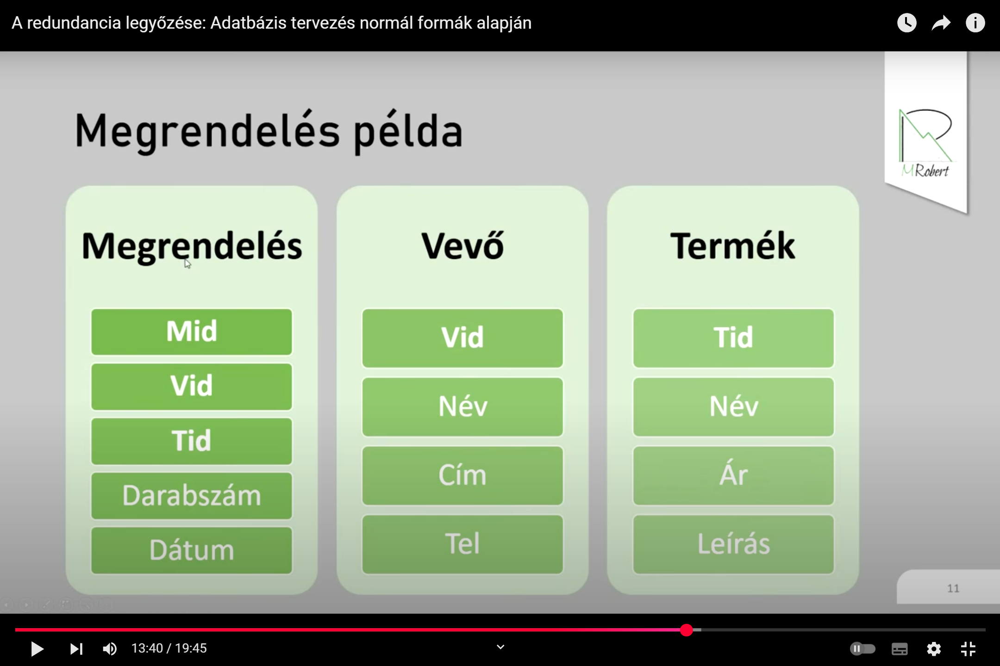 A redundancia legyőzése: Adatbázis tervezés normál formák alapján
MRobert
Megrendelés példa
Megrendelés
Mid
Vid
Tid
Darabszám
Dátum
Vevő
Vid
Név
Cím
Tel
Termék
Tid
Név
Ár
Leírás
11
13:40 / 19:45